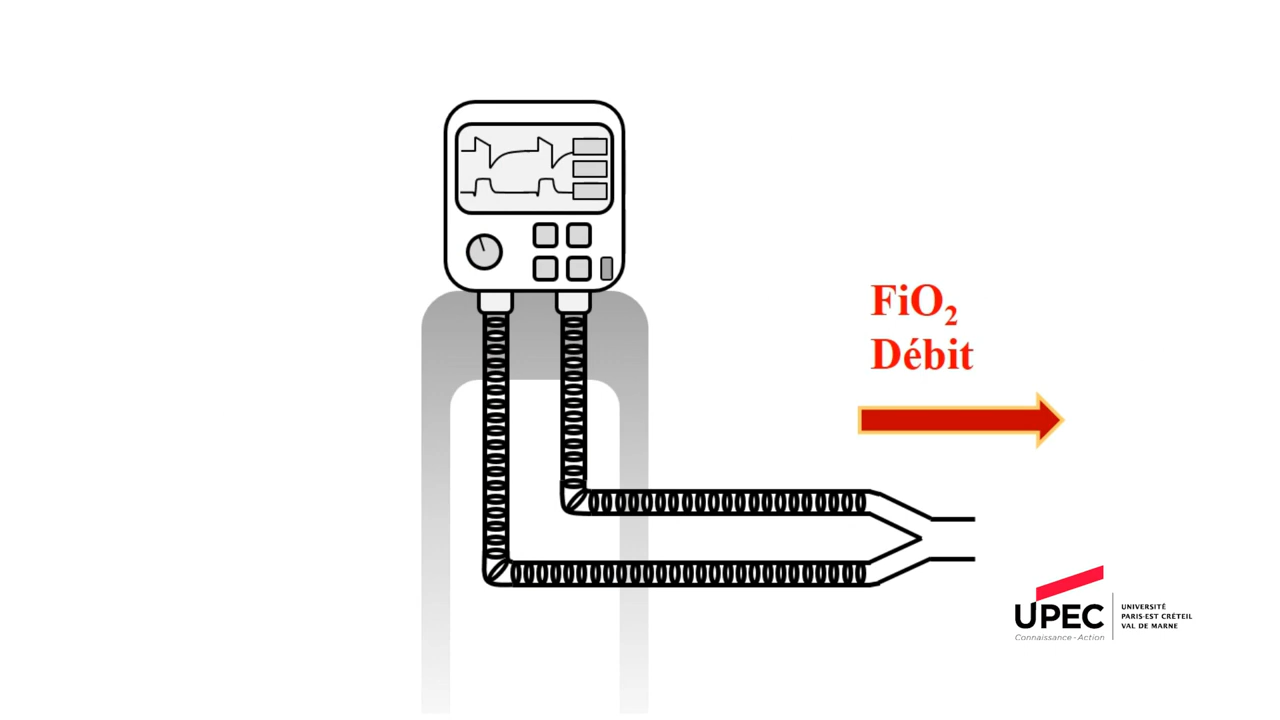 FiO₂
Débit
UPEC
Connaissance - Action
UNIVERSITÉ
PARIS-EST CRÉTEIL
VAL DE MARNE